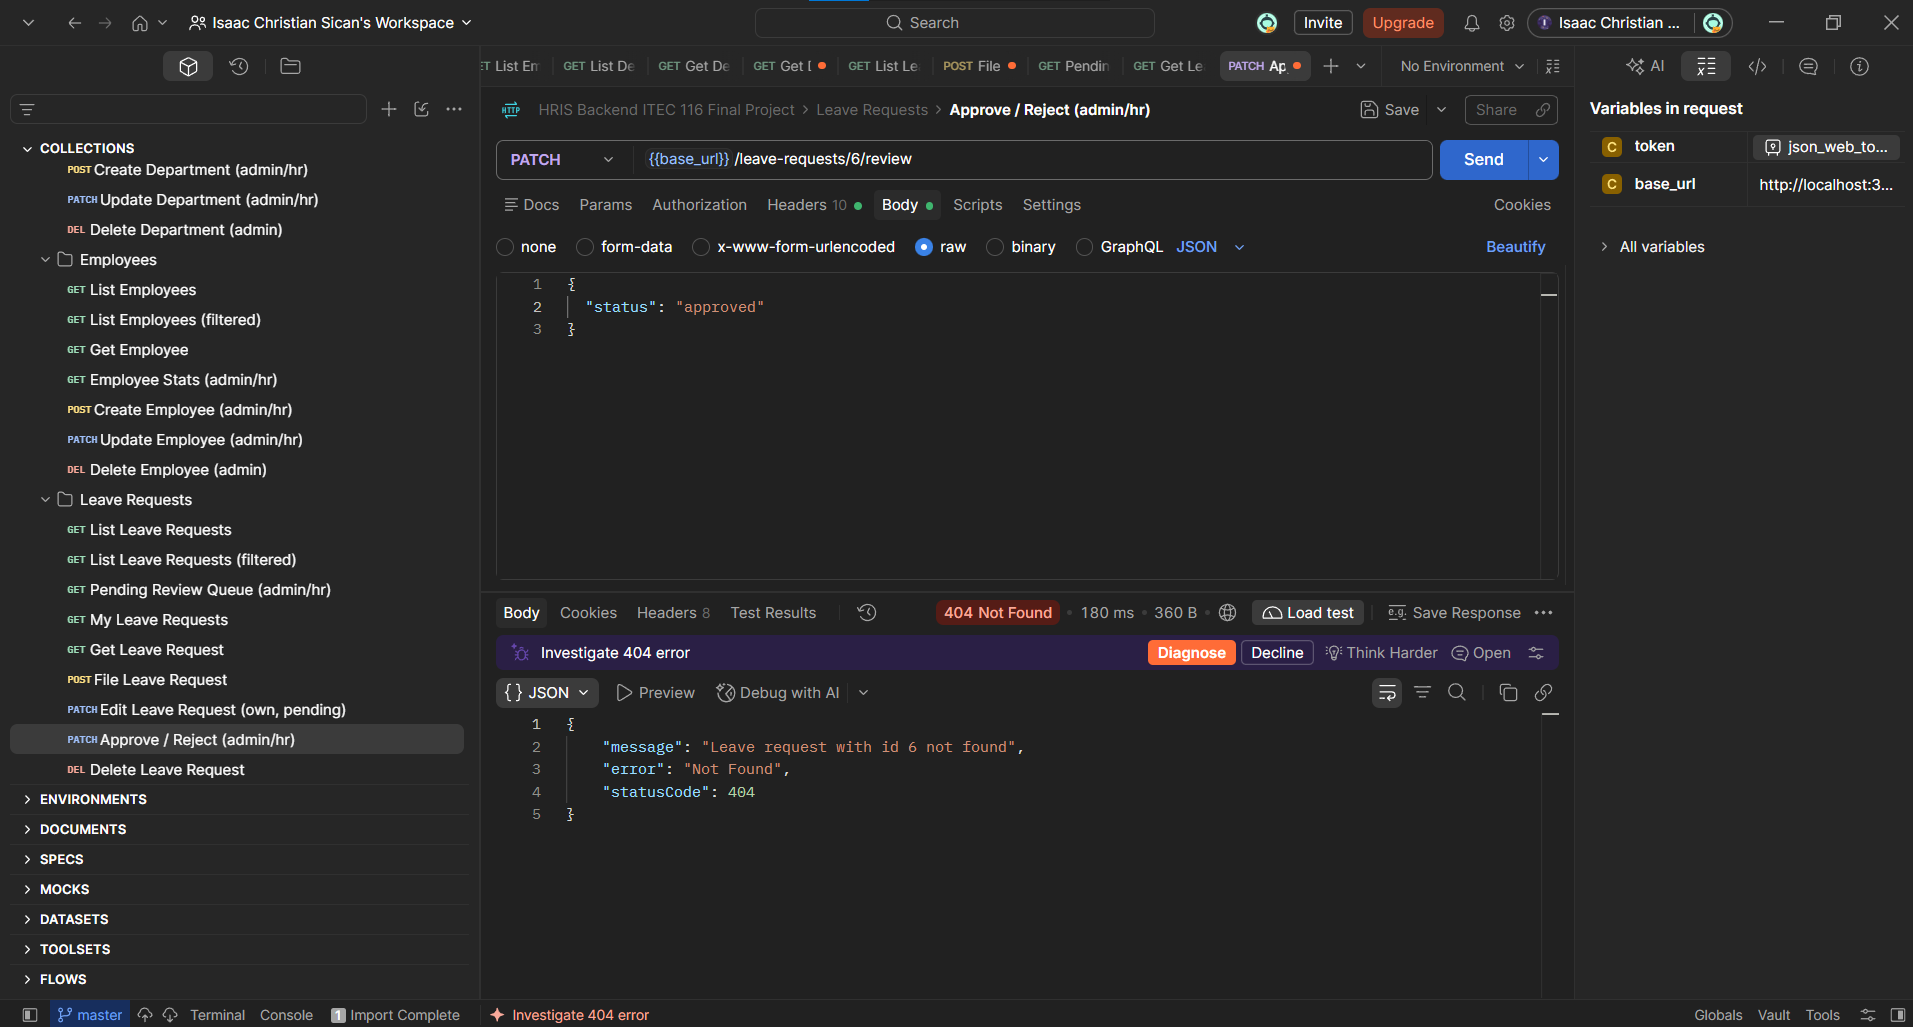 Isaac Christian Sican's Workspace
Search
Invite
Upgrade
Isaac Christian ...
COLLECTIONS
POST Create Department (admin/hr)
PATCH Update Department (admin/hr)
DEL Delete Department (admin)
Employees
GET List Employees
GET List Employees (filtered)
GET Get Employee
GET Employee Stats (admin/hr)
POST Create Employee (admin/hr)
PATCH Update Employee (admin/hr)
DEL Delete Employee (admin)
Leave Requests
GET List Leave Requests
GET List Leave Requests (filtered)
GET Pending Review Queue (admin/hr)
GET My Leave Requests
GET Get Leave Request
POST File Leave Request
PATCH Edit Leave Request (own, pending)
PATCH Approve / Reject (admin/hr)
DEL Delete Leave Request
ENVIRONMENTS
DOCUMENTS
SPECS
MOCKS
DATASETS
TOOLSETS
FLOWS
ET List Em GET List De GET Get De GET Get D GET List Le POST File GET Pendin GET Get Le PATCH Ap
No Environment
HTTP HRIS Backend ITEC 116 Final Project > Leave Requests > Approve / Reject (admin/hr)
Save
Share
PATCH {{base_url}} /leave-requests/6/review
Send
Docs Params Authorization Headers 10 Body Scripts Settings
Cookies
none form-data x-www-form-urlencoded raw binary GraphQL JSON
Beautify
1 {
2 "status": "approved"
3 }
Body Cookies Headers 8 Test Results
404 Not Found • 180 ms • 360 B
Load test
e.g. Save Response
Investigate 404 error
Diagnose Decline Think Harder Open
{} JSON Preview Debug with AI
1 {
2 "message": "Leave request with id 6 not found",
3 "error": "Not Found",
4 "statusCode": 404
5 }
AI
Variables in request
C token json_web_to...
C base_url http://localhost:3...
All variables
master Terminal Console 1 Import Complete
Investigate 404 error
Globals Vault Tools